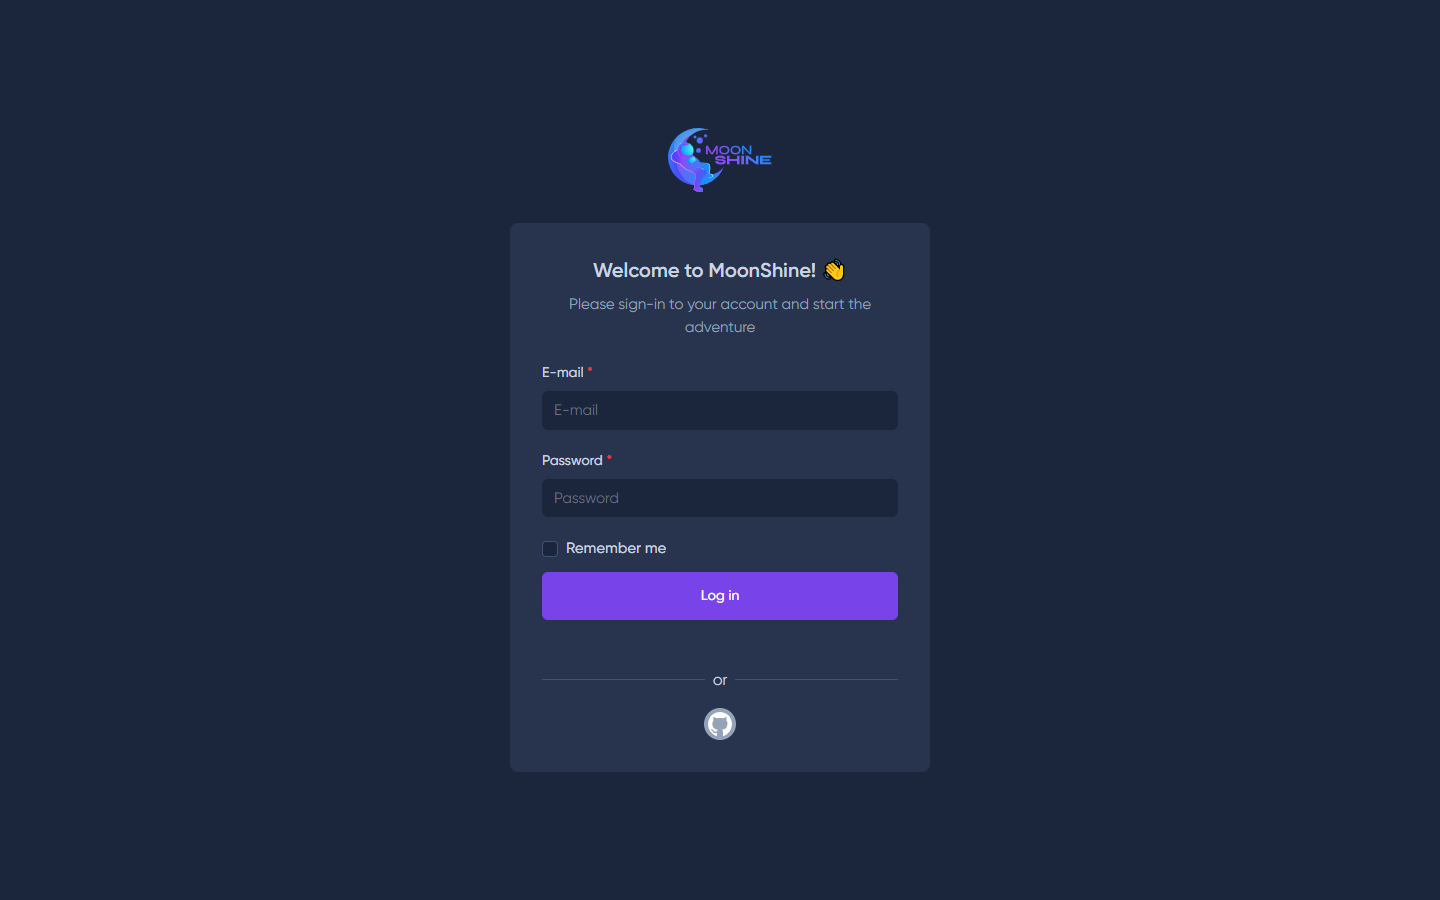 MOON
SHINE
Welcome to MoonShine! 👋
Please sign-in to your account and start the
adventure
E-mail *
E-mail
Password *
Password
Remember me
Log in
or